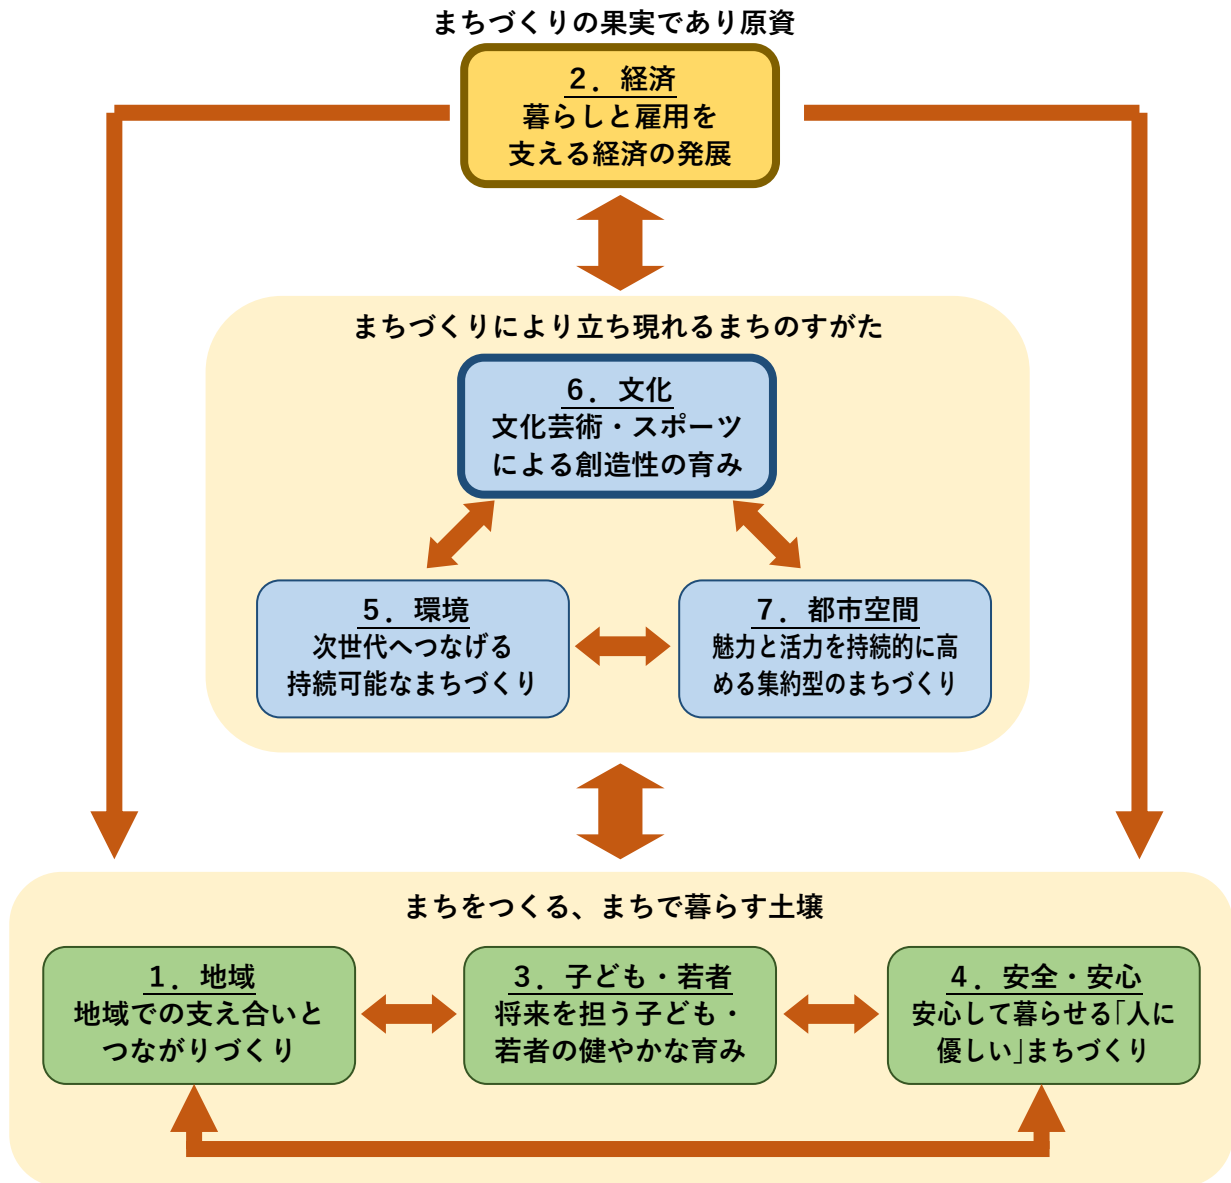 まちづくりの果実であり原資
２．経済
暮らしと雇用を
支える経済の発展
まちづくりにより立ち現れるまちのすがた
６．文化
文化芸術・スポーツ
による創造性の育み
５．環境
次世代へつなげる
持続可能なまちづくり
７．都市空間
魅力と活力を持続的に高
める集約型のまちづくり
まちをつくる、まちで暮らす土壌
１．地域
地域での支え合いと
つながりづくり
３．子ども・若者
将来を担う子ども・
若者の健やかな育み
４．安全・安心
安心して暮らせる｢人に
優しい｣まちづくり